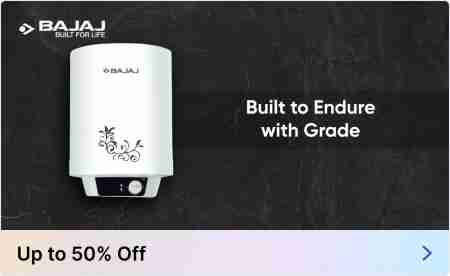 BAJAJ
BUILT FOR LIFE
BAJAJ
Built to Endure
with Grade
Up to 50% Off